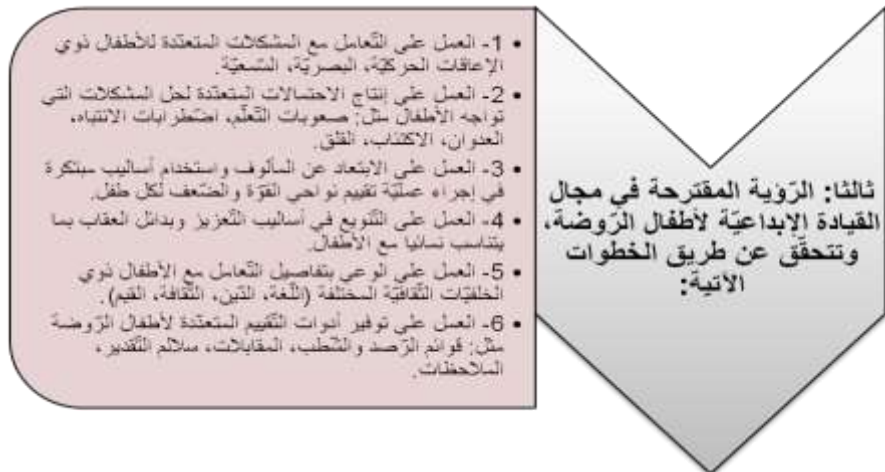 ثالثا: الرّؤية المقترحة في مجال
القيادة الإبداعيّة لأطفال الرّوضة،
وتتحقّق عن طريق الخطوات
الآتية:
• 1- العمل على التّعامل مع المشكلات المتعدّدة للأطفال ذوي
الإعاقات الحركيّة، البصريّة، السّمعيّة.
• 2- العمل على إنتاج الاحتمالات المتعدّدة لحل المشكلات التي
تواجه الأطفال مثل: صعوبات التّعلّم، اضطرابات الانتباه،
العدوان، الاكتئاب، القلق.
• 3- العمل على الابتعاد عن المألوف واستخدام أساليب مبتكرة
في إجراء عمليّة تقييم نواحي القوّة والضّعف لكل طفل.
• 4- العمل على التّنويع في أساليب التّعزيز وبدائل العقاب بما
يتناسب نمائيا مع الأطفال.
• 5- العمل على الوعي بتفاصيل التّعامل مع الأطفال ذوي
الخلفيّات الثّقافيّة المختلفة (اللّغة، الدّين، الثّقافة، القيم).
• 6- العمل على توفير أدوات التّقييم المتعدّدة لأطفال الرّوضة
مثل: قوائم الرّصد والشّطب، المقابلات، سلالم التّقدير،
الملاحظات.